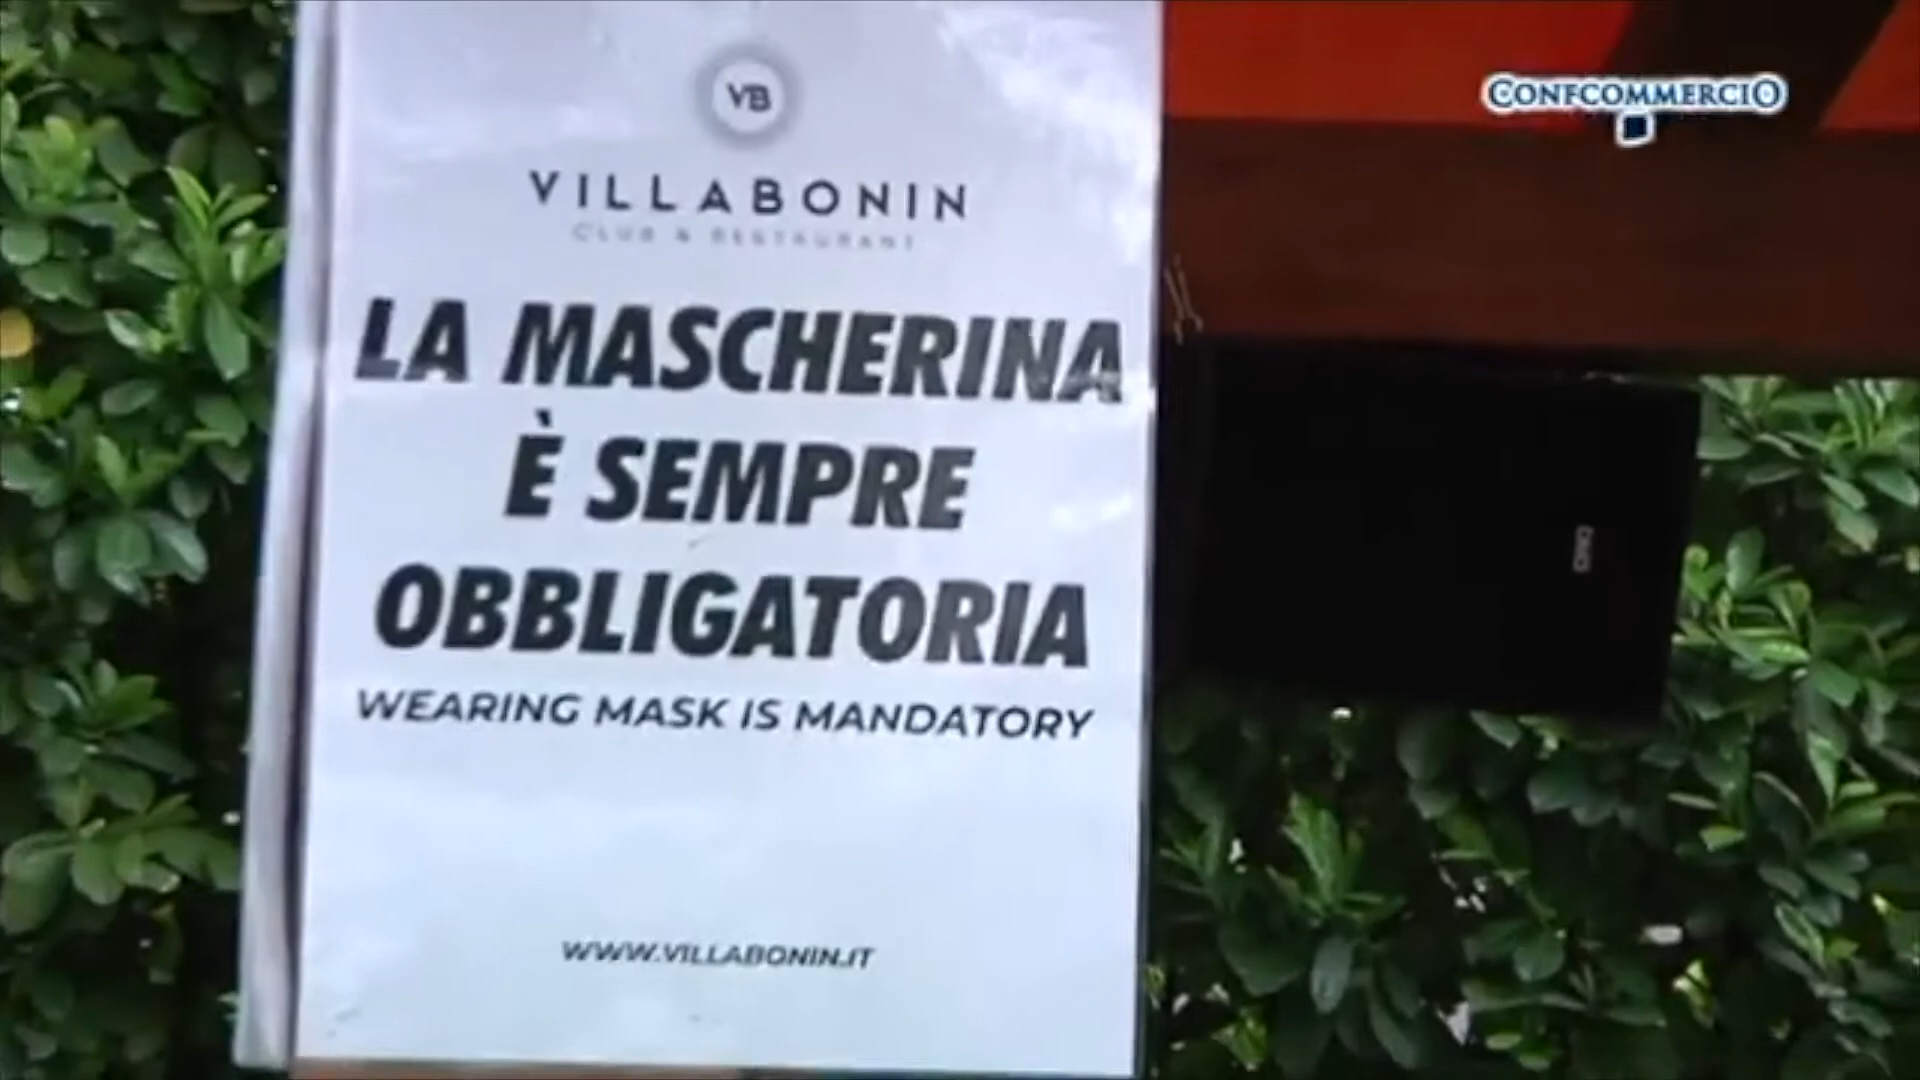 VB
VILLABONIN
CLUB & RESTAURANT
LA MASCHERINA
È SEMPRE
OBBLIGATORIA
WEARING MASK IS MANDATORY
WWW.VILLABONIN.IT
CONFCOMMERCIO